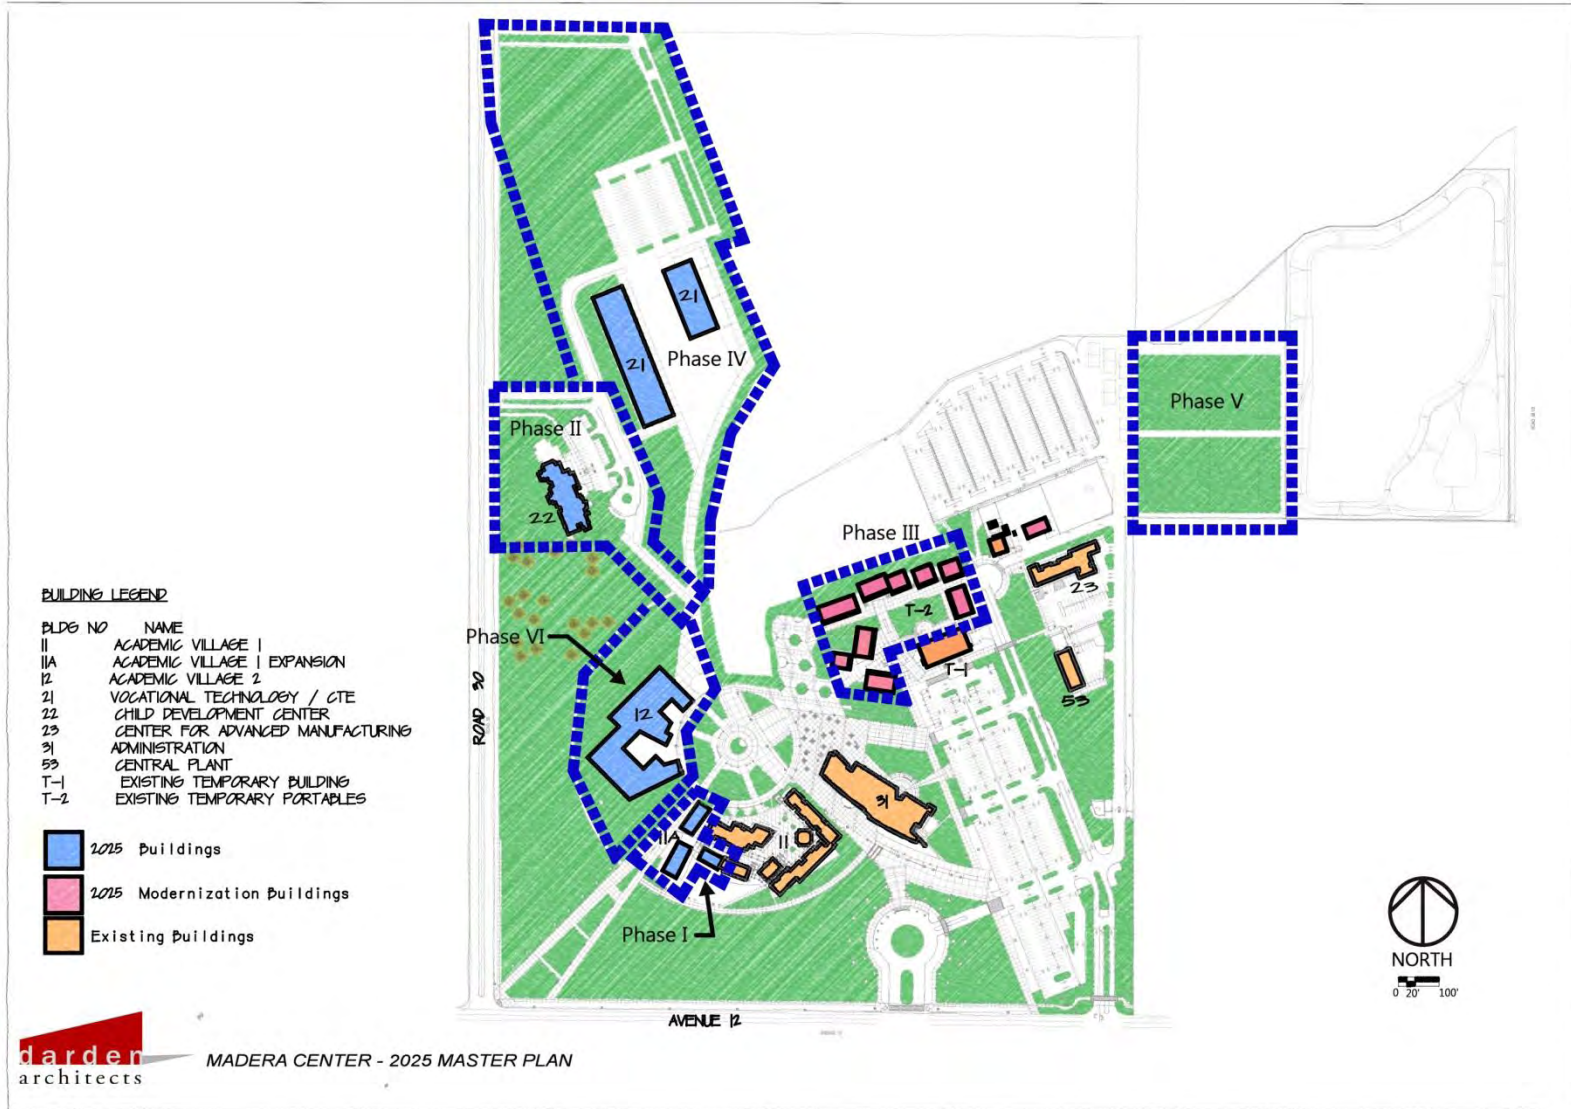 21
21
Phase IV
Phase II
22
Phase V
Phase III
T-2
T-1
23
53
BUILDING LEGEND
BLDG NO NAME
11 ACADEMIC VILLAGE 1
11A ACADEMIC VILLAGE 1 EXPANSION
12 ACADEMIC VILLAGE 2
21 VOCATIONAL TECHNOLOGY / CTE
22 CHILD DEVELOPMENT CENTER
23 CENTER FOR ADVANCED MANUFACTURING
31 ADMINISTRATION
53 CENTRAL PLANT
T-1 EXISTING TEMPORARY BUILDING
T-2 EXISTING TEMPORARY PORTABLES
2025 Buildings
2025 Modernization Buildings
Existing Buildings
ROAD 30
Phase VI
12
31
11A
11
Phase I
AVENUE 12
NORTH
0 20' 100'
darden
architects
MADERA CENTER - 2025 MASTER PLAN